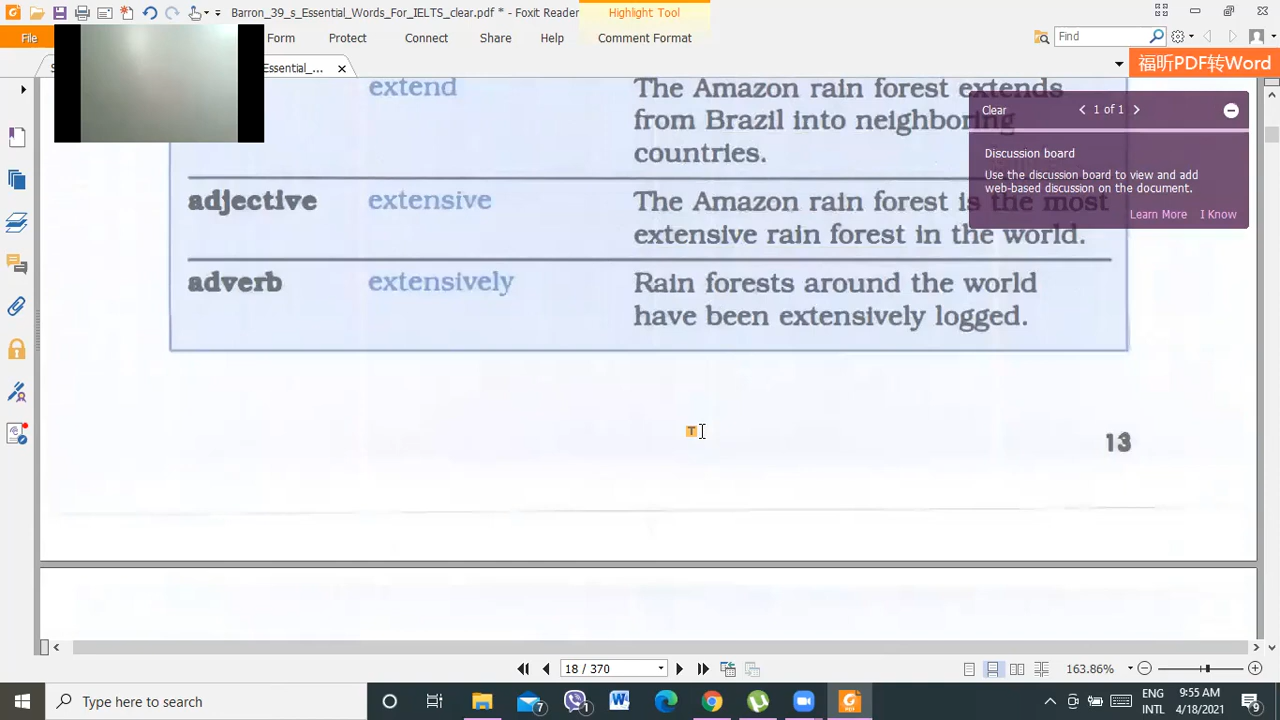 Barron_39_s_Essential_Words_For_IELTS_clear.pdf * - Foxit Reader
Highlight Tool
File
Form
Protect
Connect
Share
Help
Comment Format
Find
Essential_...
福昕PDF转Word
extend
The Amazon rain forest extends
from Brazil into neighboring
countries.
Clear
1 of 1
Discussion board
Use the discussion board to view and add
web-based discussion on the document.
Learn More
I Know
adjective
extensive
The Amazon rain forest is the most
extensive rain forest in the world.
adverb
extensively
Rain forests around the world
have been extensively logged.
T
13
18 / 370
163.86%
Type here to search
7
1
ENG
INTL
9:55 AM
4/18/2021
9